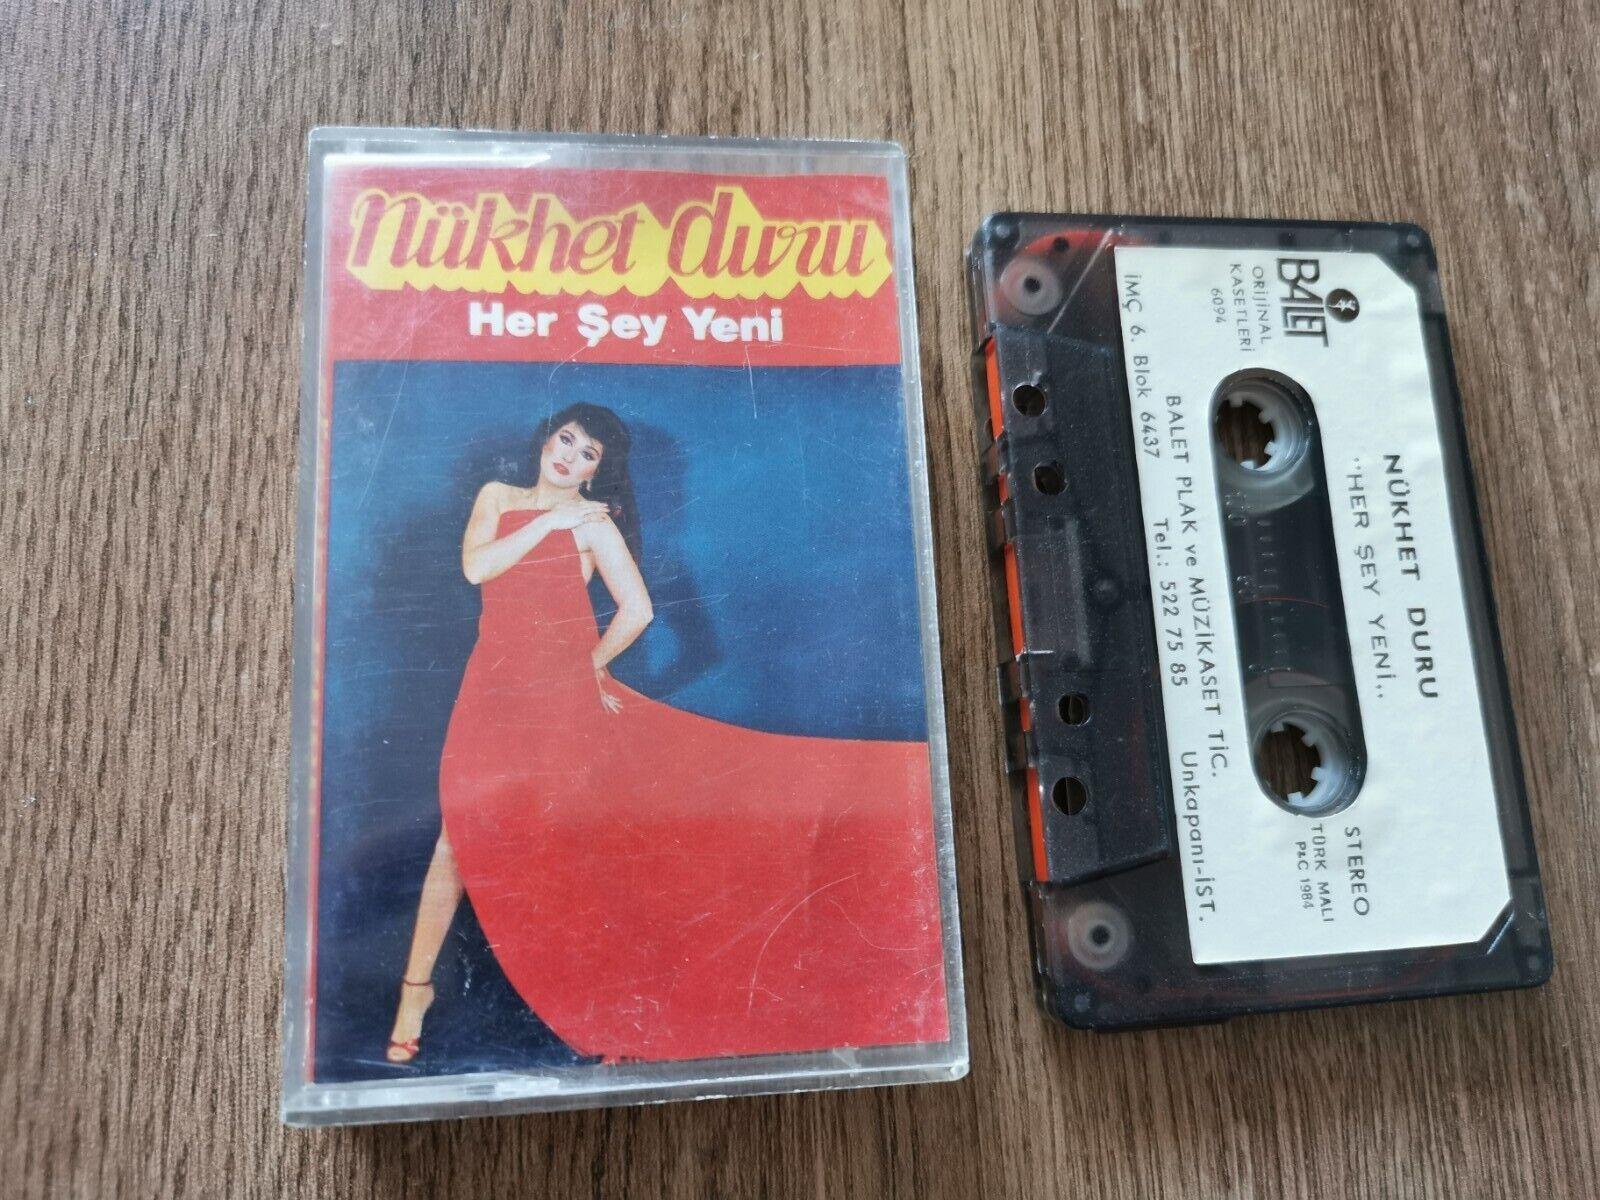 Nükhet Duru
Her Şey Yeni
BALET
ORİJİNAL
KASETLERİ
6094
NÜKHET DURU
"HER ŞEY YENİ„
STEREO
TÜRK MALI
P&C 1984
BALET PLAK ve MÜZİKASET TİC.
İMÇ 6. Blok 6437 Tel.: 522 75 85 Unkapanı-İST.